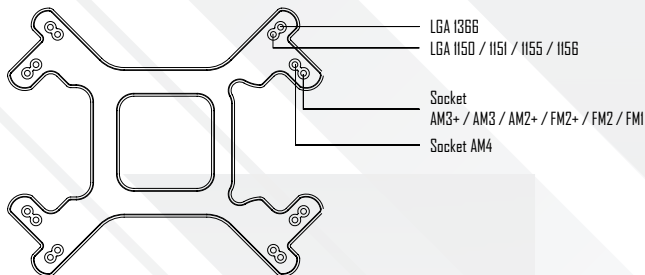 LGA 1366
LGA 1150 / 1151 / 1155 / 1156
Socket
AM3+ / AM3 / AM2+ / FM2+ / FM2 / FM1
Socket AM4